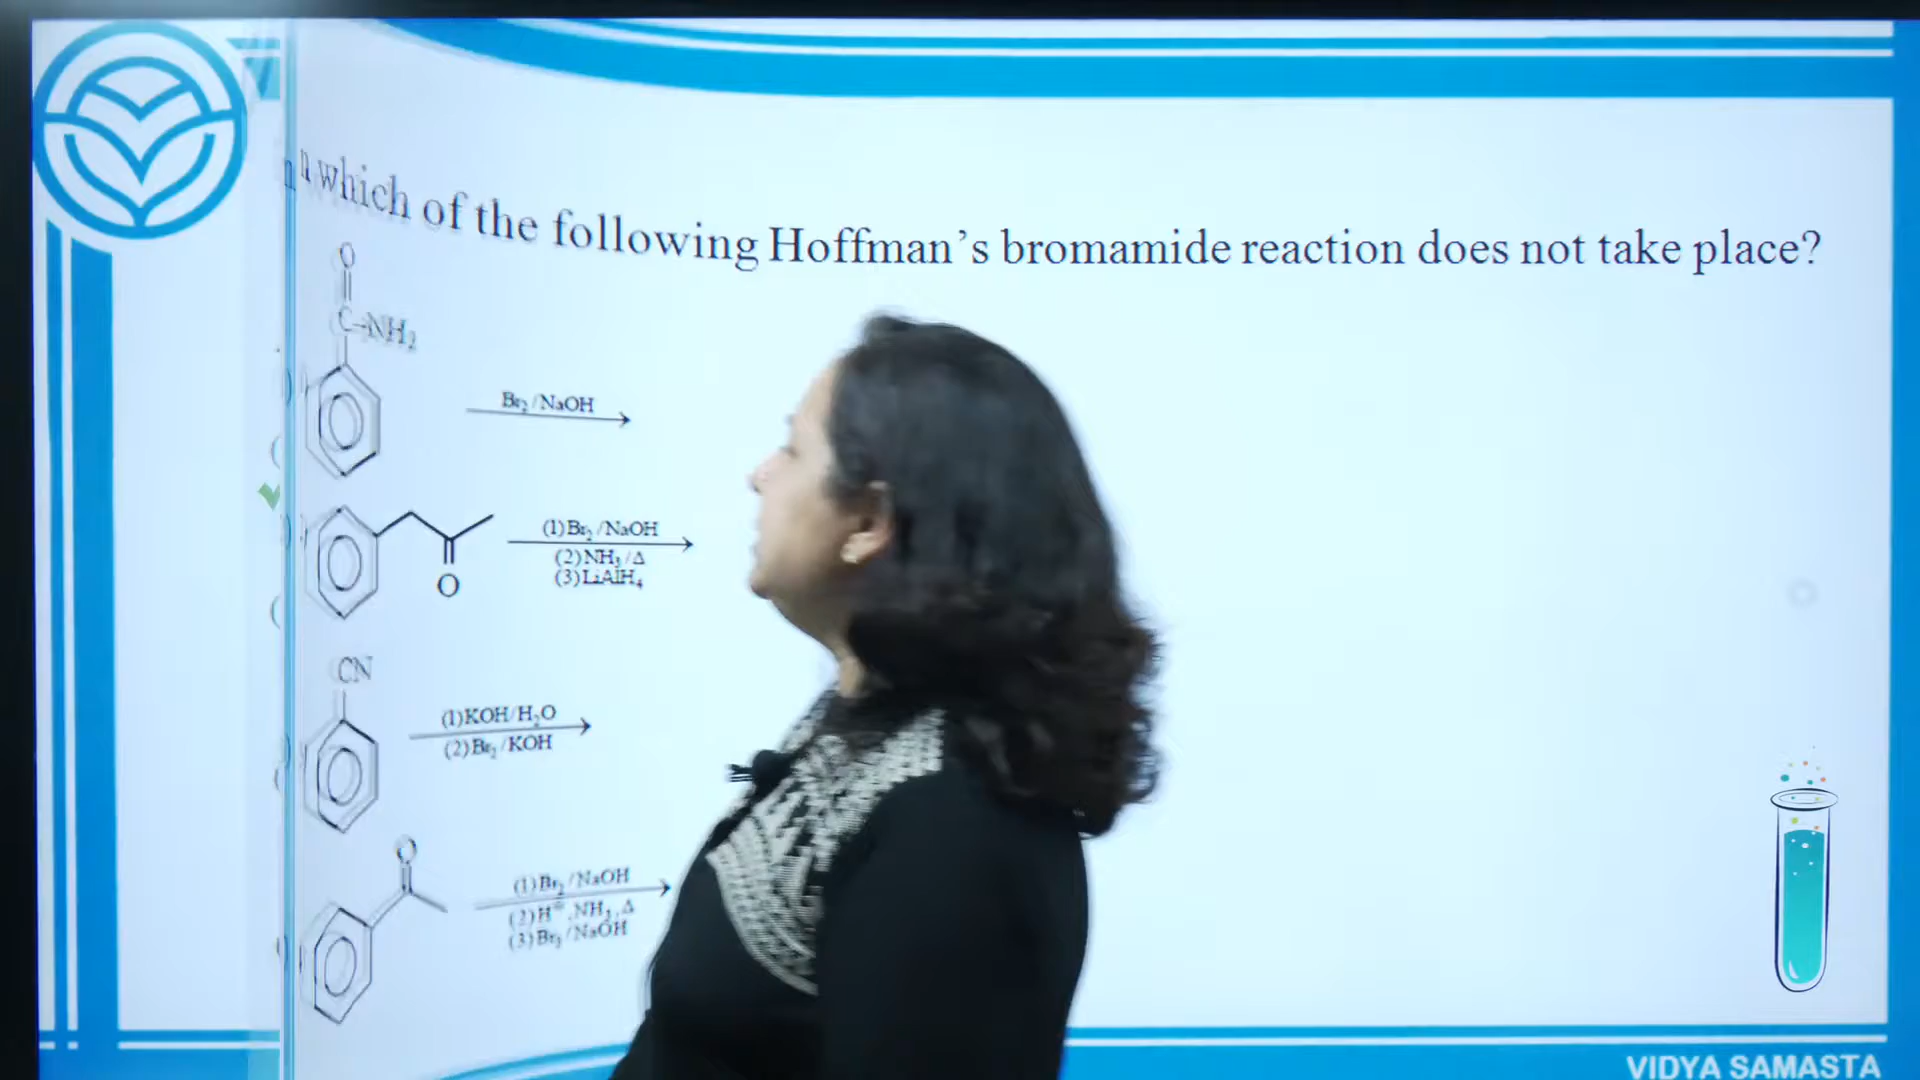 n which of the following Hoffman’s bromamide reaction does not take place?
O
C–NH₂
Br₂/NaOH
(1)Br₂/NaOH
(2)NH₃/Δ
(3)LiAlH₄
O
CN
(1)KOH/H₂O
(2)Br₂/KOH
O
(1)Br₂/NaOH
(2)H⊕,NH₃,Δ
(3)Br₂/NaOH
VIDYA SAMASTA